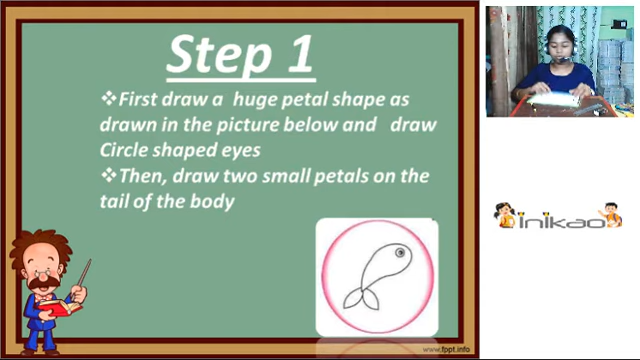 Step 1
❖First draw a huge petal shape as
drawn in the picture below and draw
Circle shaped eyes
❖Then, draw two small petals on the
tail of the body
www.fppt.info
inikao